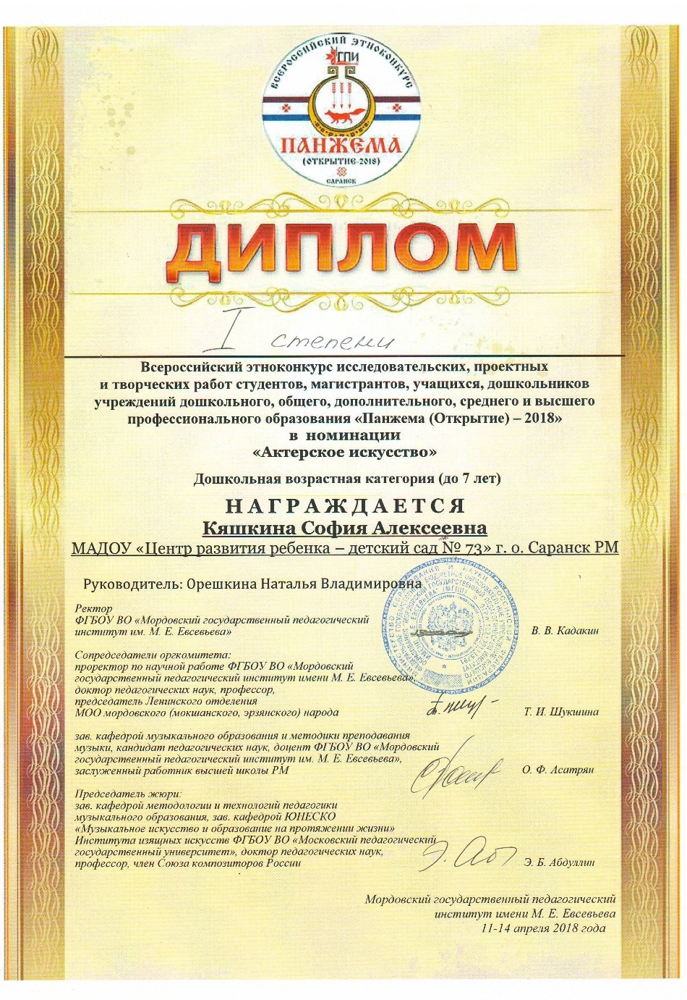 ВСЕРОССИЙСКИЙ ЭТНОКОНКУРС
СПИ
ПАНЖЕМА
(ОТКРЫТИЕ-2018)
САРАНСК
ДИПЛОМ
I степени
Всероссийский этноконкурс исследовательских, проектных
и творческих работ студентов, магистрантов, учащихся, дошкольников
учреждений дошкольного, общего, дополнительного, среднего и высшего
профессионального образования «Панжема (Открытие) – 2018»
в номинации
«Актерское искусство»
Дошкольная возрастная категория (до 7 лет)
НАГРАЖДАЕТСЯ
Кяшкина София Алексеевна
МАДОУ «Центр развития ребенка – детский сад № 73» г. о. Саранск РМ
Руководитель: Орешкина Наталья Владимировна
Ректор
ФГБОУ ВО «Мордовский государственный педагогический
институт им. М. Е. Евсевьева»
В. В. Кадакин
Сопредседатели оргкомитета:
проректор по научной работе ФГБОУ ВО «Мордовский
государственный педагогический институт имени М. Е. Евсевьева»,
доктор педагогических наук, профессор,
председатель Ленинского отделения
МОО мордовского (мокшанского, эрзянского) народа
Т. И. Шукшина
зав. кафедрой музыкального образования и методики преподавания
музыки, кандидат педагогических наук, доцент ФГБОУ ВО «Мордовский
государственный педагогический институт им. М. Е. Евсевьева»,
заслуженный работник высшей школы РМ
О. Ф. Асатрян
Председатель жюри:
зав. кафедрой методологии и технологий педагогики
музыкального образования, зав. кафедрой ЮНЕСКО
«Музыкальное искусство и образование на протяжении жизни»
Института изящных искусств ФГБОУ ВО «Московский педагогический
государственный университет», доктор педагогических наук,
профессор, член Союза композиторов России
Э. Б. Абдуллин
Мордовский государственный педагогический
институт имени М. Е. Евсевьева
11-14 апреля 2018 года